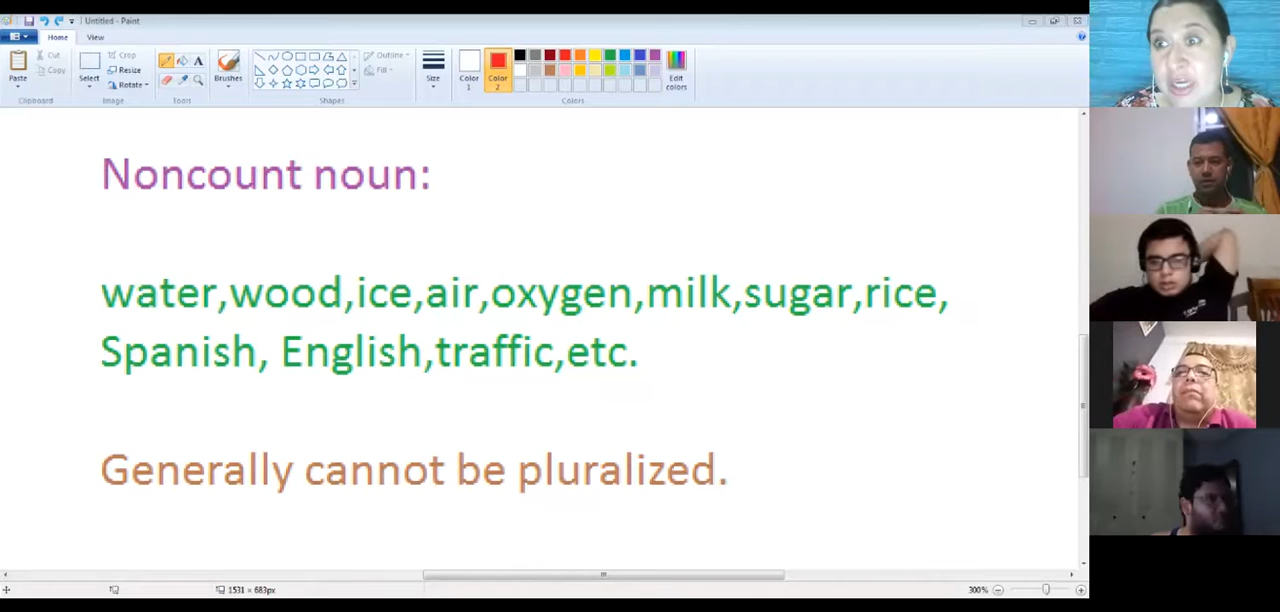 Untitled - Paint
Home View
Paste
Cut
Copy
Clipboard
Select
Crop
Resize
Rotate
Image
Tools
Brushes
Shapes
Outline
Fill
Size
Color 1
Color 2
Edit colors
Colors
Noncount noun:
water,wood,ice,air,oxygen,milk,sugar,rice,
Spanish, English,traffic,etc.
Generally cannot be pluralized.
1531 × 683px
300%